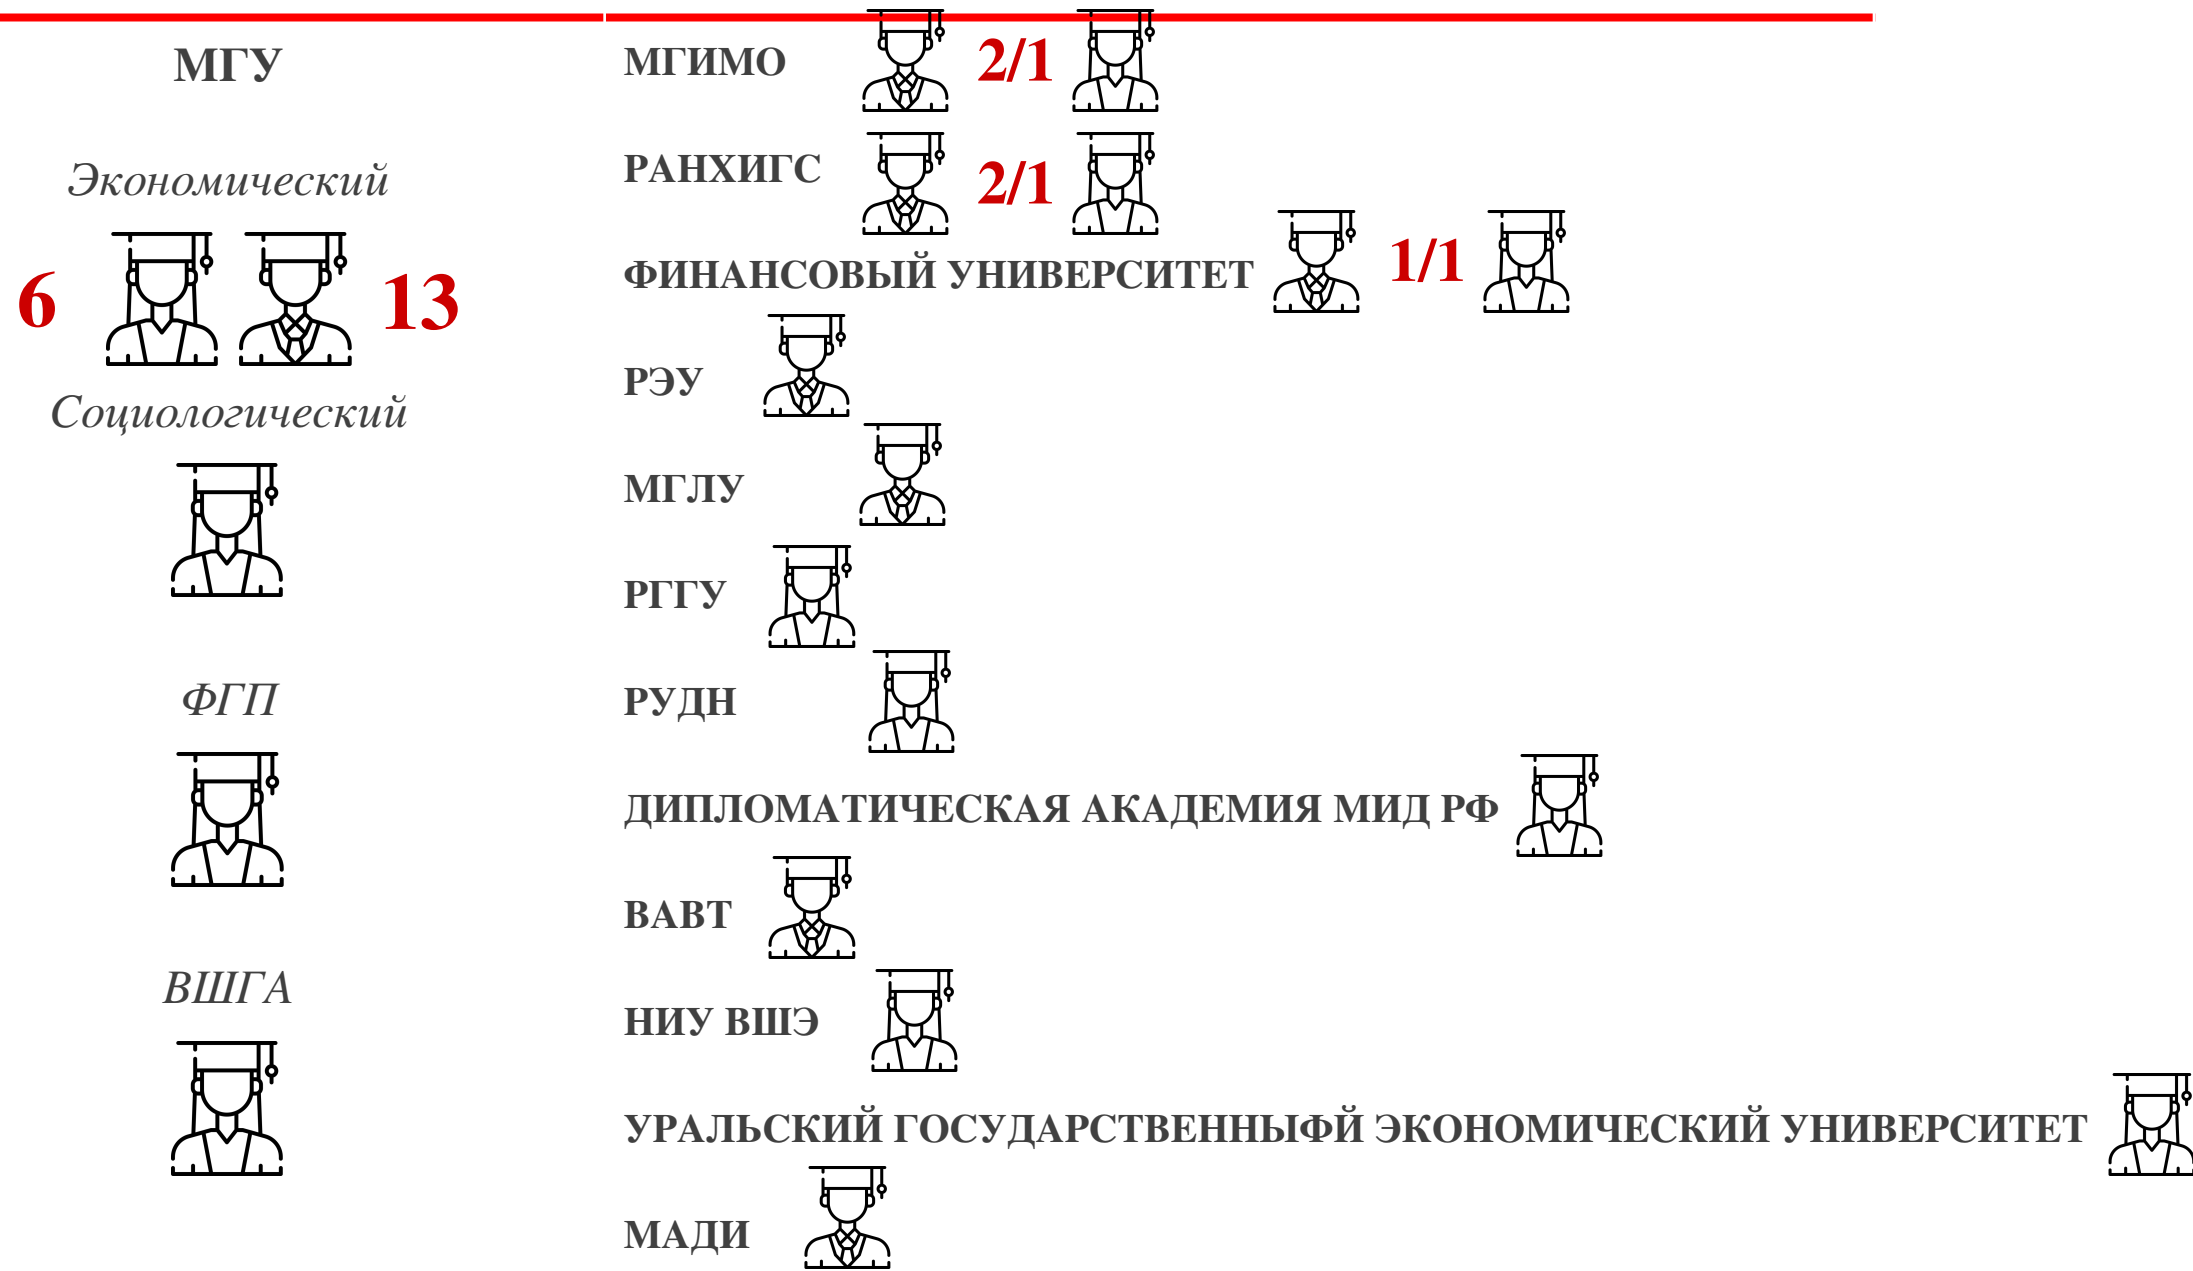 МГУ
Экономический
6 13
Социологический
ФГП
ВШГА
МГИМО 2/1
РАНХИГС 2/1
ФИНАНСОВЫЙ УНИВЕРСИТЕТ 1/1
РЭУ
МГЛУ
РГГУ
РУДН
ДИПЛОМАТИЧЕСКАЯ АКАДЕМИЯ МИД РФ
ВАВТ
НИУ ВШЭ
УРАЛЬСКИЙ ГОСУДАРСТВЕННЫФЙ ЭКОНОМИЧЕСКИЙ УНИВЕРСИТЕТ
МАДИ